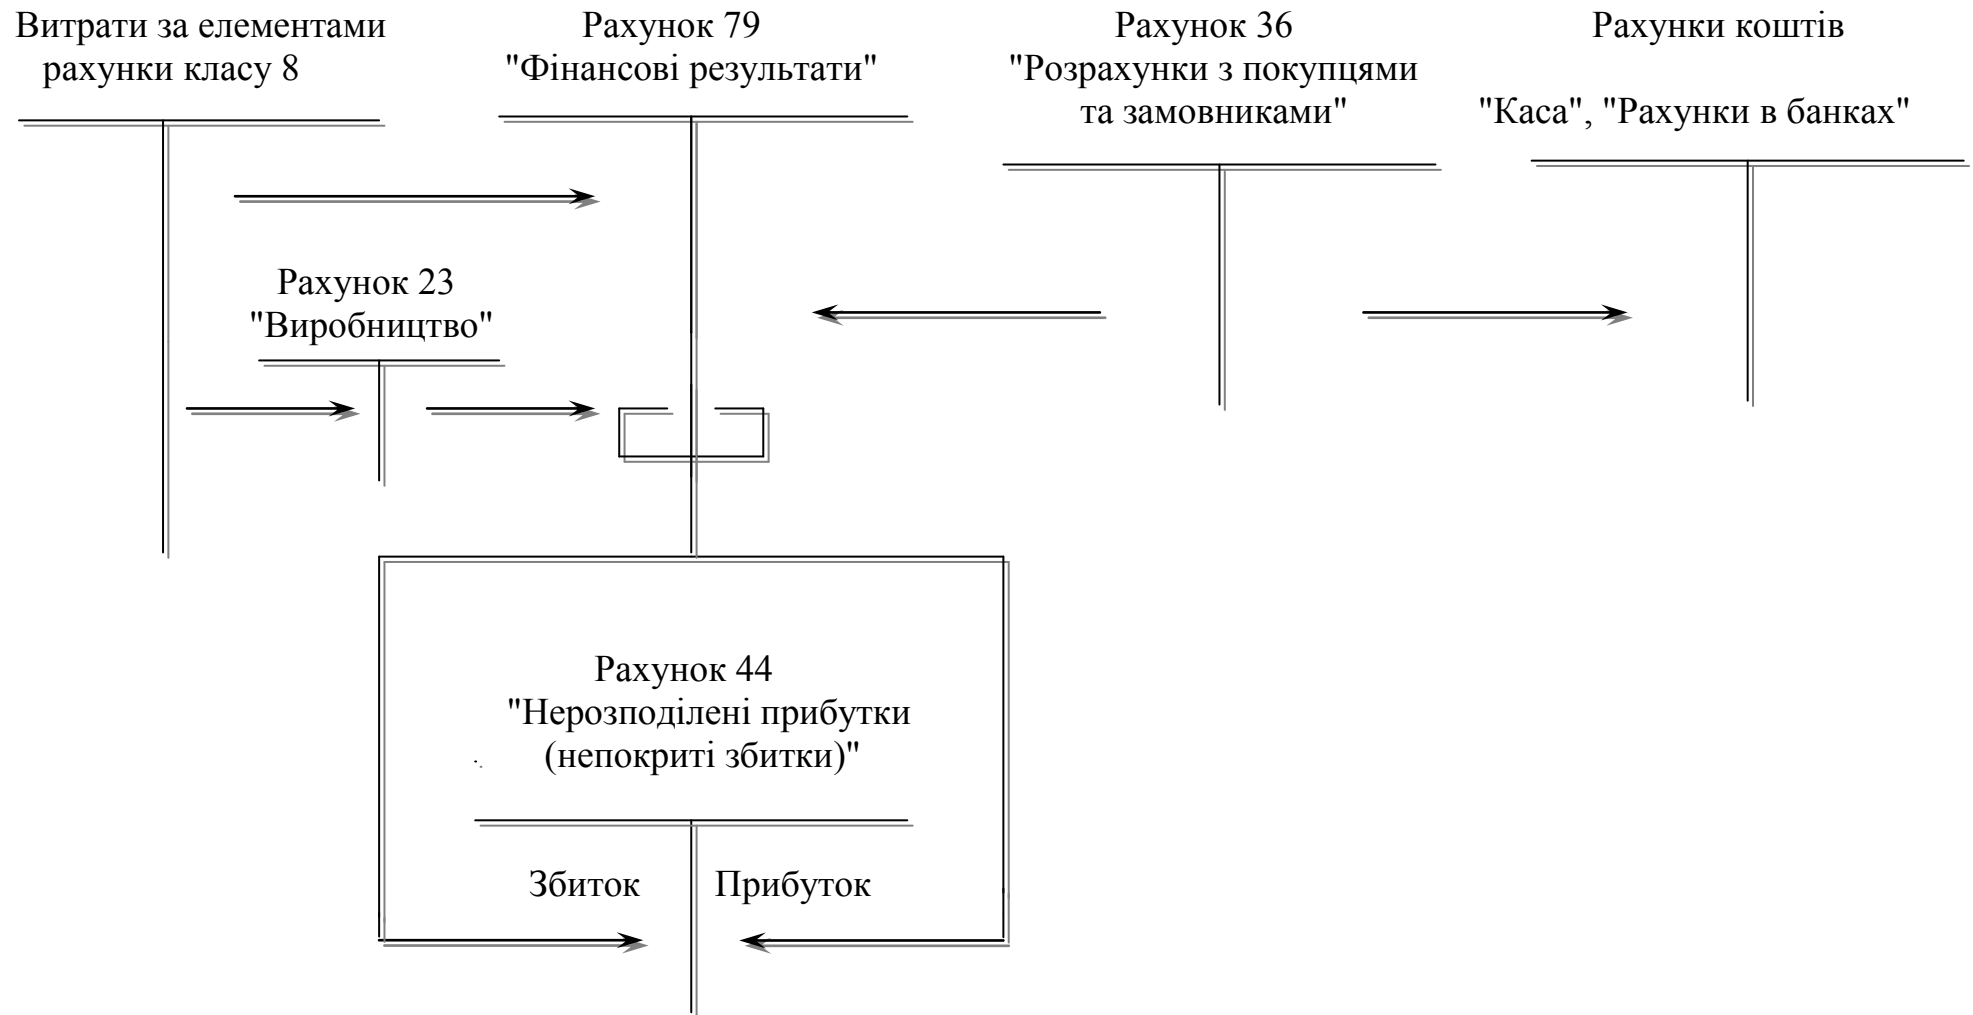 Витрати за елементами
рахунки класу 8
Рахунок 79
"Фінансові результати"
Рахунок 36
"Розрахунки з покупцями
та замовниками"
Рахунки коштів
"Каса", "Рахунки в банках"
Рахунок 23
"Виробництво"
Рахунок 44
"Нерозподілені прибутки
(непокриті збитки)"
Збиток
Прибуток